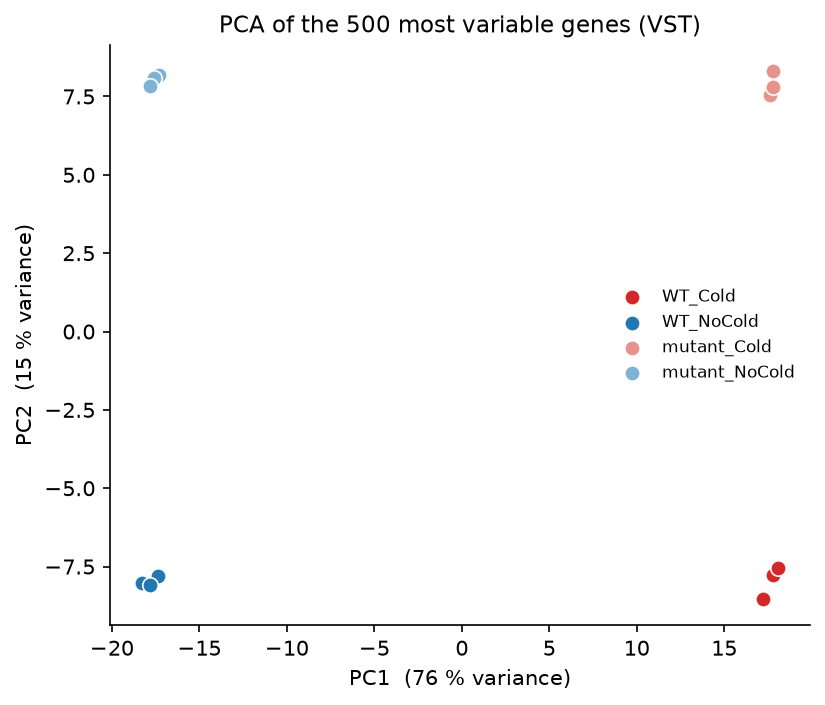 PCA of the 500 most variable genes (VST)
7.5
5.0
2.5
0.0
−2.5
−5.0
−7.5
PC2 (15 % variance)
WT_Cold
WT_NoCold
mutant_Cold
mutant_NoCold
−20
−15
−10
−5
0
5
10
15
PC1 (76 % variance)